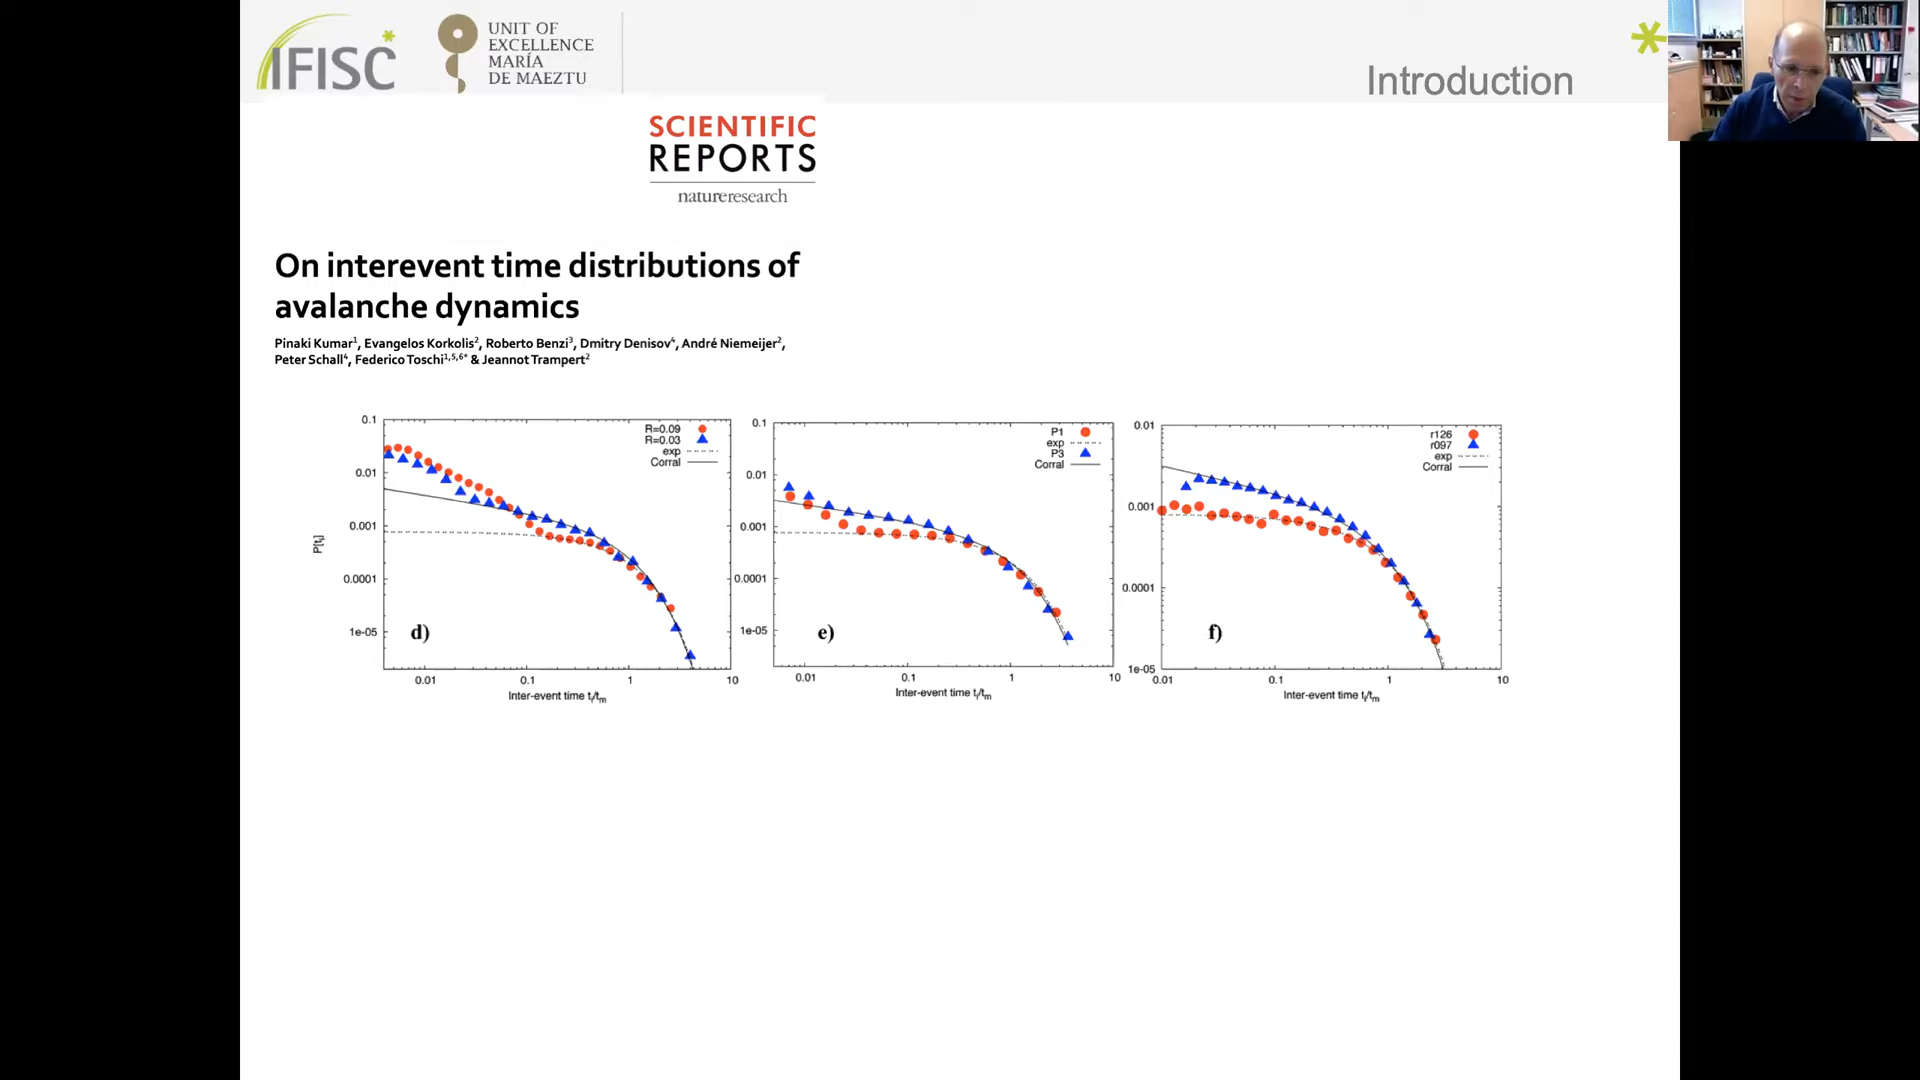 IFISC
UNIT OF
EXCELLENCE
MARÍA
DE MAEZTU
Introduction
SCIENTIFIC
REPORTS
natureresearch
On interevent time distributions of
avalanche dynamics
Pinaki Kumar1, Evangelos Korkolis2, Roberto Benzi3, Dmitry Denisov4, André Niemeijer2,
Peter Schall4, Federico Toschi1,5,6* & Jeannot Trampert2
0.1
0.01
0.001
0.0001
1e-05
P[ti]
R=0.09
R=0.03
exp
Corral
d)
0.01 0.1 1 10
Inter-event time ti/tm
0.1
0.01
0.001
0.0001
1e-05
P1
exp
P3
Corral
e)
0.01 0.1 1 10
Inter-event time ti/tm
0.01
0.001
0.0001
1e-05
r126
r097
exp
Corral
f)
0.01 0.1 1 10
Inter-event time ti/tm